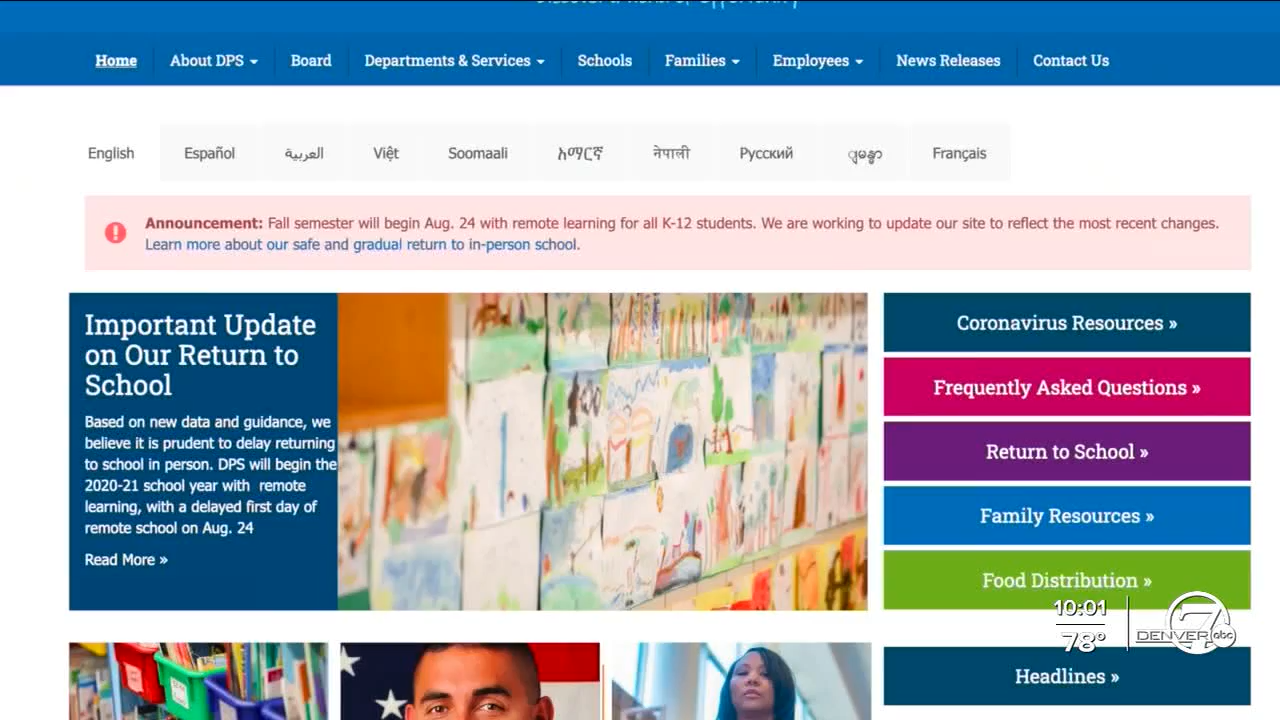 Home About DPS Board Departments & Services Schools Families Employees News Releases Contact Us
English Español العربية Việt Soomaali አማርኛ नेपाली Русский Français
Announcement: Fall semester will begin Aug. 24 with remote learning for all K-12 students. We are working to update our site to reflect the most recent changes.
Learn more about our safe and gradual return to in-person school.
Important Update
on Our Return to
School
Based on new data and guidance, we
believe it is prudent to delay returning
to school in person. DPS will begin the
2020-21 school year with remote
learning, with a delayed first day of
remote school on Aug. 24
Read More »
Coronavirus Resources »
Frequently Asked Questions »
Return to School »
Family Resources »
Food Distribution »
Headlines »
10:01
78°
DENVER 7 abc